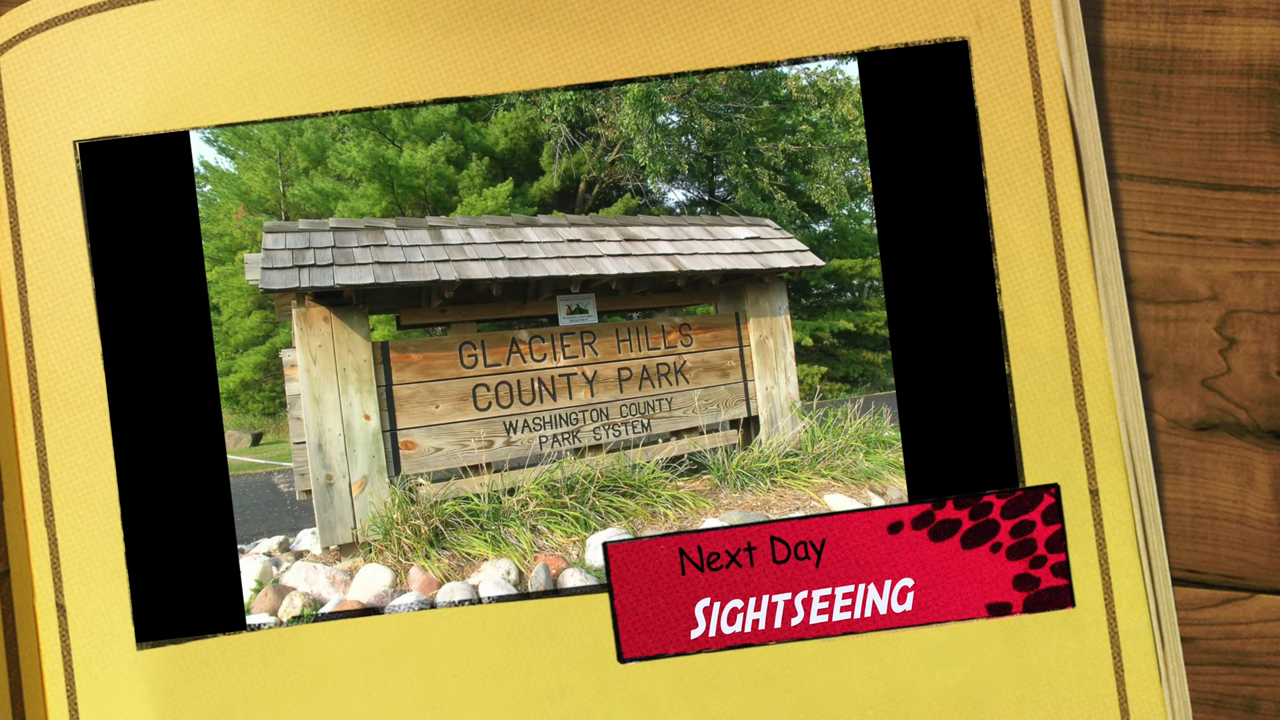 GLACIER HILLS
COUNTY PARK
WASHINGTON COUNTY
PARK SYSTEM
Next Day
SIGHTSEEING